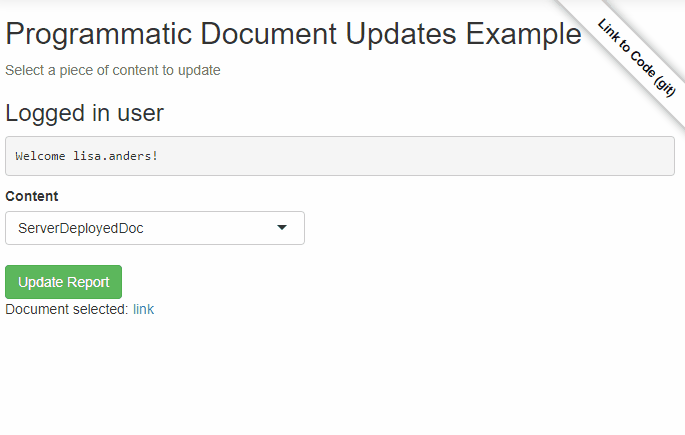 Programmatic Document Updates Example
Link to Code (git)
Select a piece of content to update
Logged in user
Welcome lisa.anders!
Content
ServerDeployedDoc
Update Report
Document selected: link